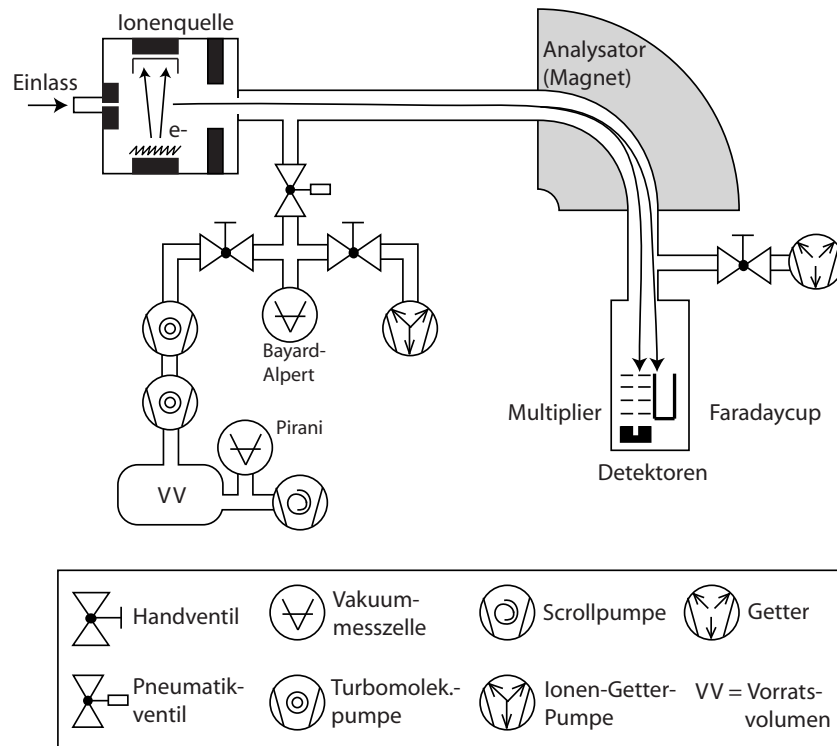 Ionenquelle
Einlass
e-
Analysator
(Magnet)
Bayard-
Alpert
Pirani
VV
Multiplier
Faradaycup
Detektoren
Handventil
Vakuum-
messzelle
Scrollpumpe
Getter
Pneumatik-
ventil
Turbomolek.-
pumpe
Ionen-Getter-
Pumpe
VV = Vorrats-
volumen